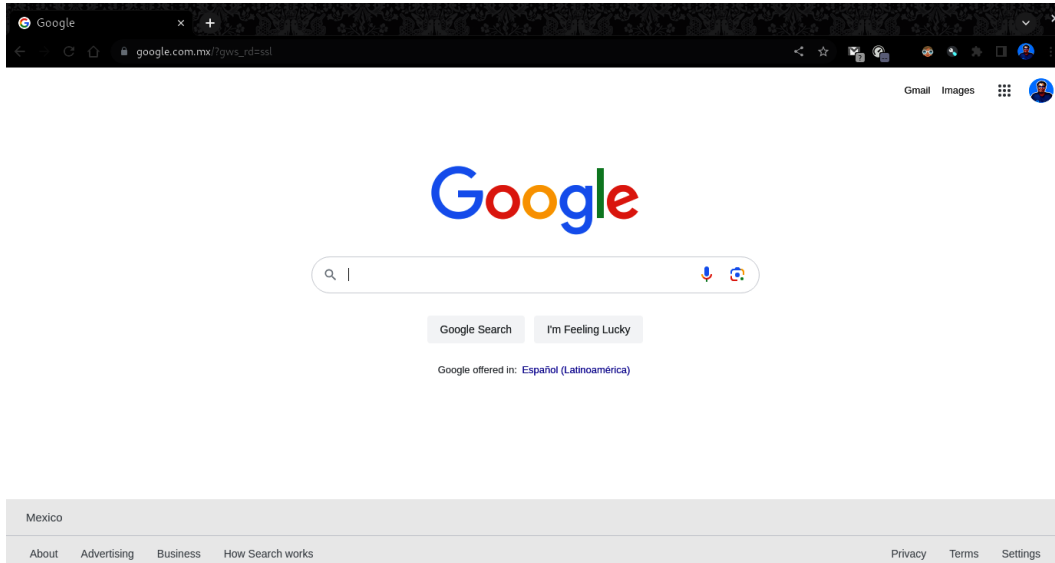 Google
google.com.mx/?gws_rd=ssl
Gmail Images
Google
Google Search I'm Feeling Lucky
Google offered in: Español (Latinoamérica)
Mexico
About Advertising Business How Search works Privacy Terms Settings